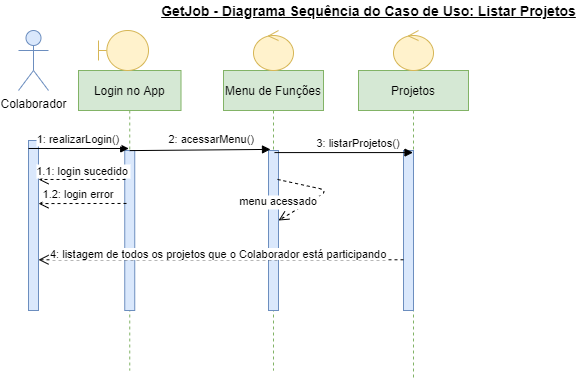 GetJob - Diagrama Sequência do Caso de Uso: Listar Projetos
Colaborador
Login no App
Menu de Funções
Projetos
1: realizarLogin()
2: acessarMenu()
3: listarProjetos()
1.1: login sucedido
1.2: login error
menu acessado
4: listagem de todos os projetos que o Colaborador está participando